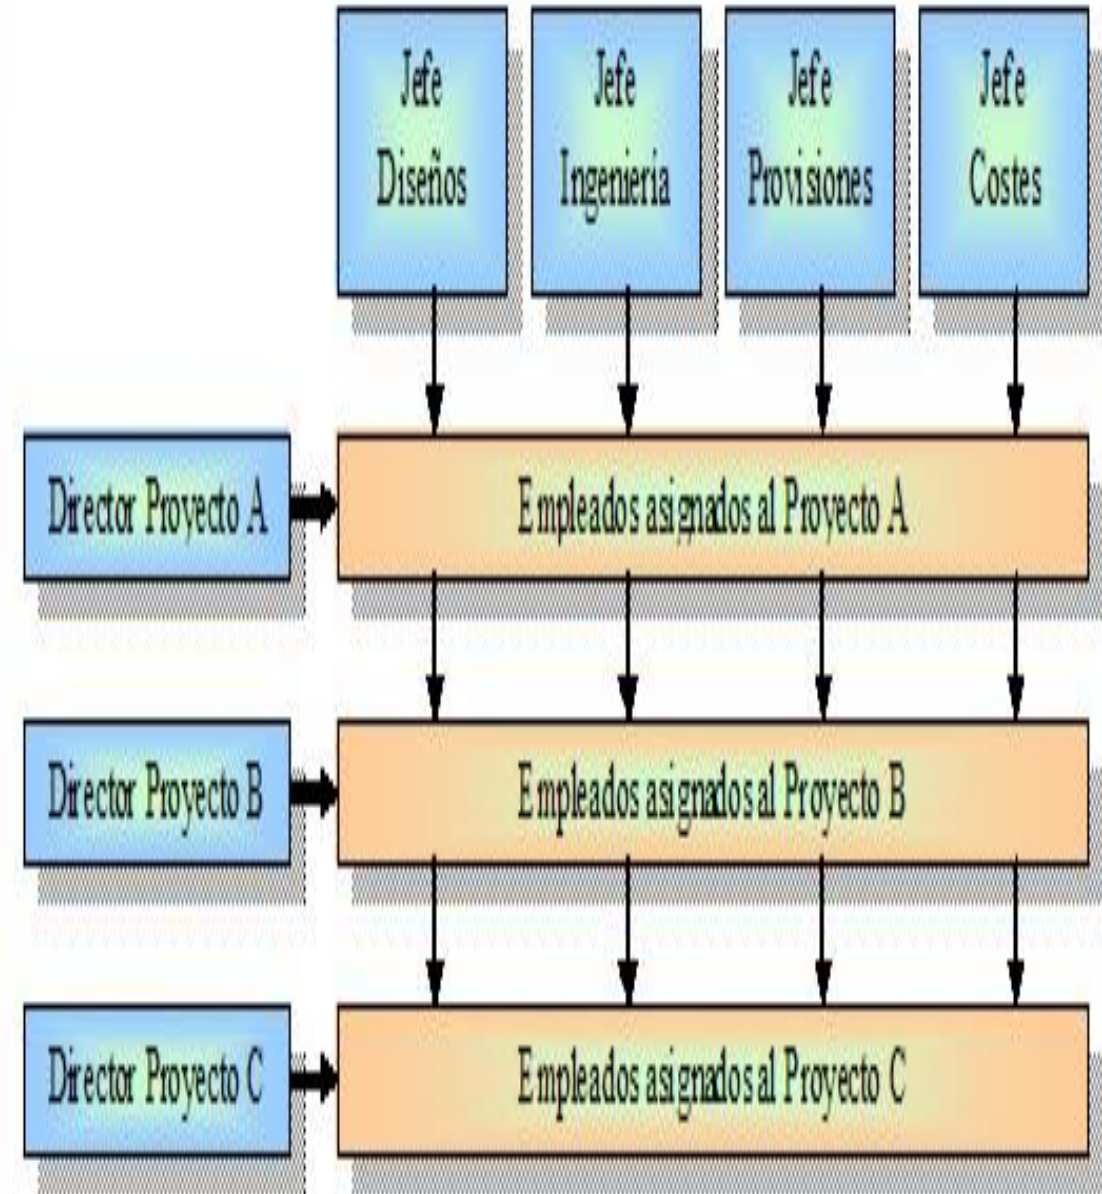 Jefe
Diseños
Jefe
Ingeniería
Jefe
Provisiones
Jefe
Costes
Director Proyecto A
Empleados asignados al Proyecto A
Director Proyecto B
Empleados asignados al Proyecto B
Director Proyecto C
Empleados asignados al Proyecto C